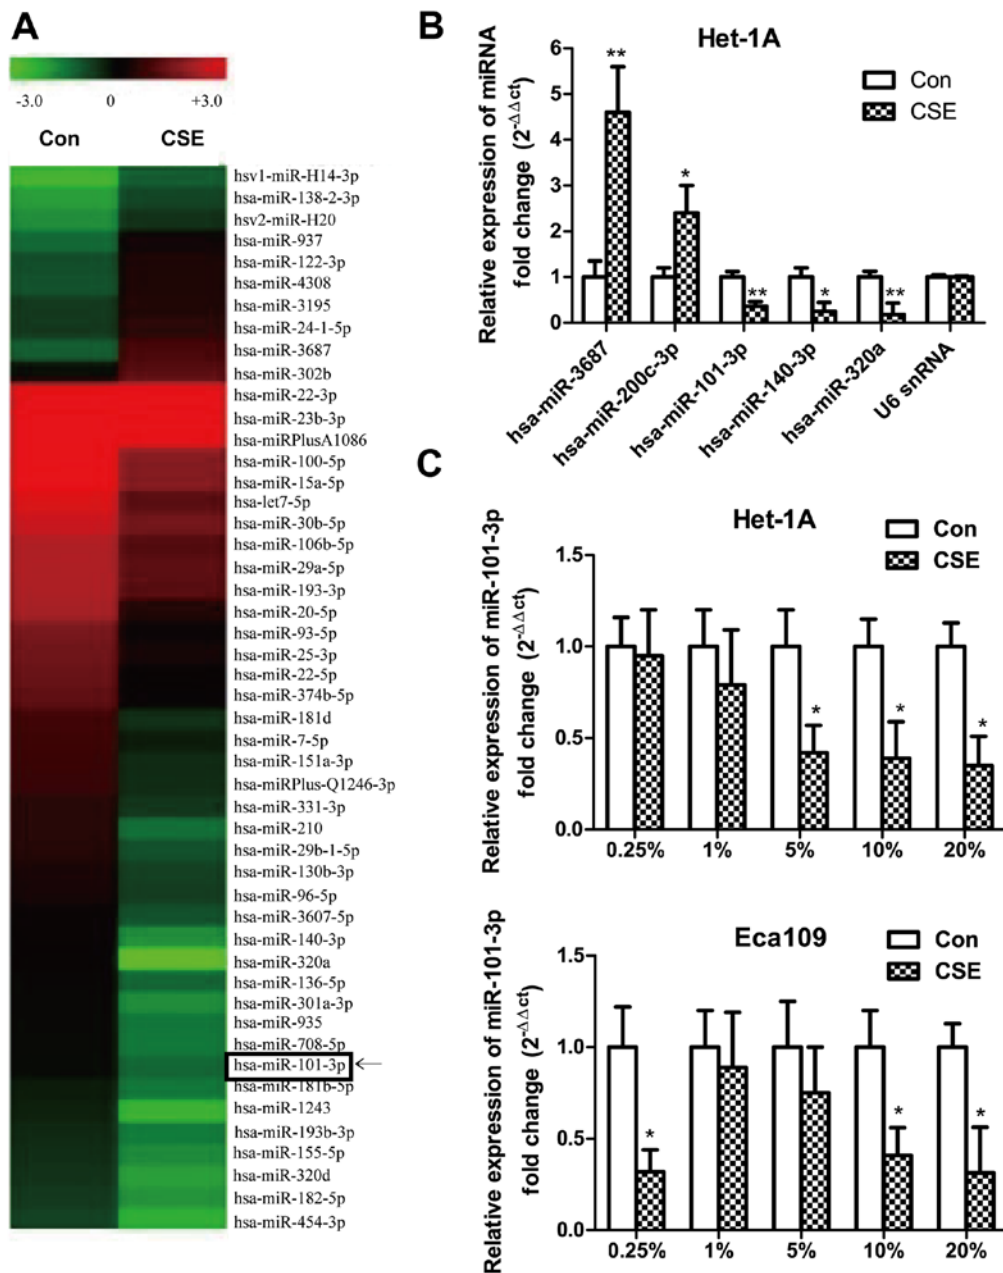 A
-3.0 0 +3.0
Con CSE
hsv1-miR-H14-3p
hsa-miR-138-2-3p
hsv2-miR-H20
hsa-miR-937
hsa-miR-122-3p
hsa-miR-4308
hsa-miR-3195
hsa-miR-24-1-5p
hsa-miR-3687
hsa-miR-302b
hsa-miR-22-3p
hsa-miR-23b-3p
hsa-miRPlusA1086
hsa-miR-100-5p
hsa-miR-15a-5p
hsa-let7-5p
hsa-miR-30b-5p
hsa-miR-106b-5p
hsa-miR-29a-5p
hsa-miR-193-3p
hsa-miR-20-5p
hsa-miR-93-5p
hsa-miR-25-3p
hsa-miR-22-5p
hsa-miR-374b-5p
hsa-miR-181d
hsa-miR-7-5p
hsa-miR-151a-3p
hsa-miRPlus-Q1246-3p
hsa-miR-331-3p
hsa-miR-210
hsa-miR-29b-1-5p
hsa-miR-130b-3p
hsa-miR-96-5p
hsa-miR-3607-5p
hsa-miR-140-3p
hsa-miR-320a
hsa-miR-136-5p
hsa-miR-301a-3p
hsa-miR-935
hsa-miR-708-5p
hsa-miR-101-3p
hsa-miR-181b-5p
hsa-miR-1243
hsa-miR-193b-3p
hsa-miR-155-5p
hsa-miR-320d
hsa-miR-182-5p
hsa-miR-454-3p
B
Het-1A
Con
CSE
Relative expression of miRNA
fold change (2^-ΔΔct)
6
4
2
1
0
** * ** * **
hsa-miR-3687
hsa-miR-200c-3p
hsa-miR-101-3p
hsa-miR-140-3p
hsa-miR-320a
U6 snRNA
C
Het-1A
Con
CSE
Relative expression of miR-101-3p
fold change (2^-ΔΔct)
1.5
1.0
0.5
0.0
* * *
0.25% 1% 5% 10% 20%
Eca109
Con
CSE
Relative expression of miR-101-3p
fold change (2^-ΔΔct)
1.5
1.0
0.5
0.0
* * *
0.25% 1% 5% 10% 20%